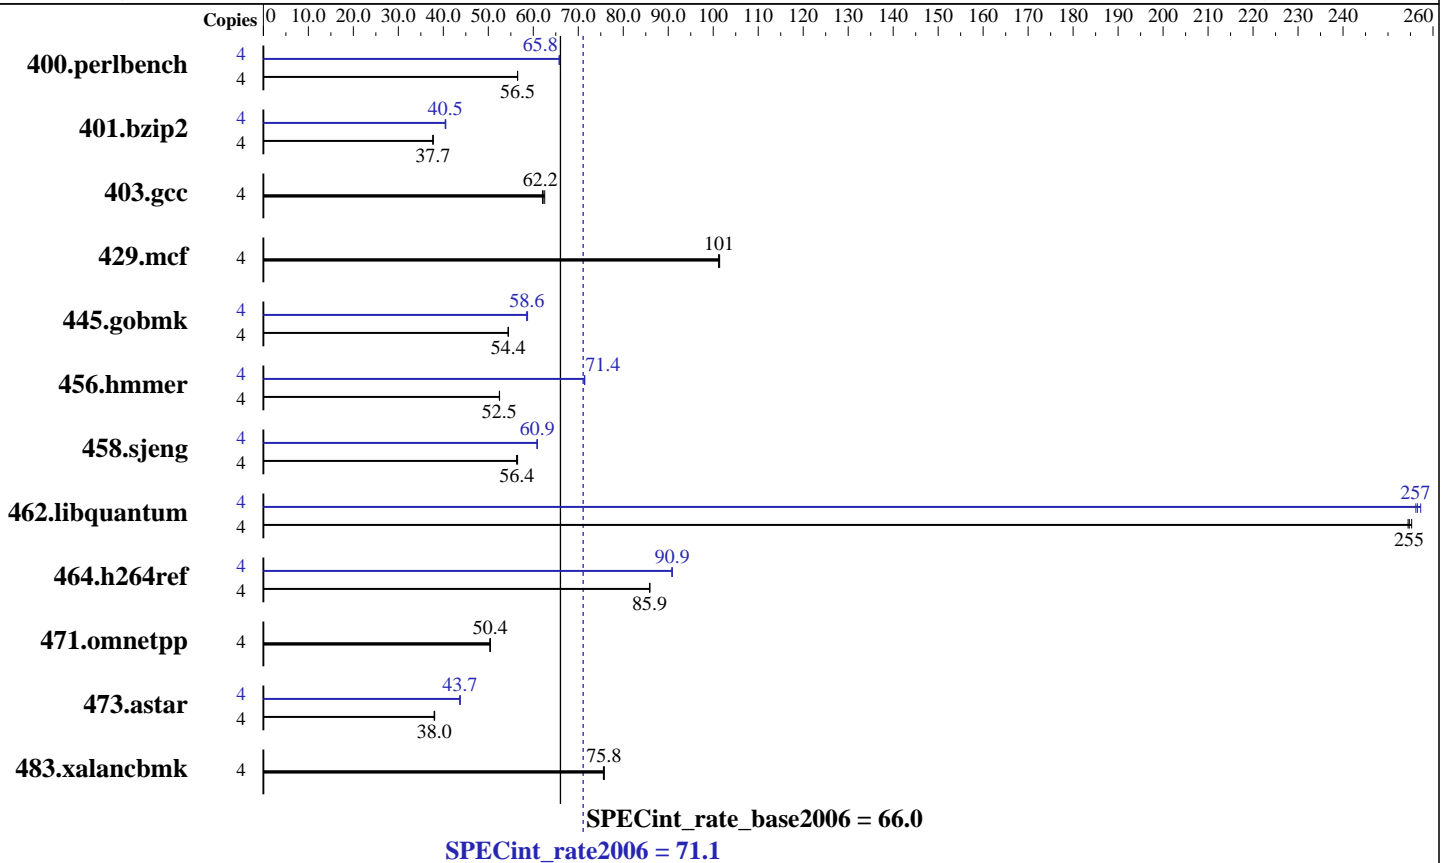 Copies 0 10.0 20.0 30.0 40.0 50.0 60.0 70.0 80.0 90.0 100 110 120 130 140 150 160 170 180 190 200 210 220 230 240 260
400.perlbench 4 65.8
4 56.5
401.bzip2 4 40.5
4 37.7
403.gcc 4 62.2
429.mcf 4 101
445.gobmk 4 58.6
4 54.4
456.hmmer 4 71.4
4 52.5
458.sjeng 4 60.9
4 56.4
462.libquantum 4 257
4 255
464.h264ref 4 90.9
4 85.9
471.omnetpp 4 50.4
473.astar 4 43.7
4 38.0
483.xalancbmk 4 75.8
SPECint_rate_base2006 = 66.0
SPECint_rate2006 = 71.1